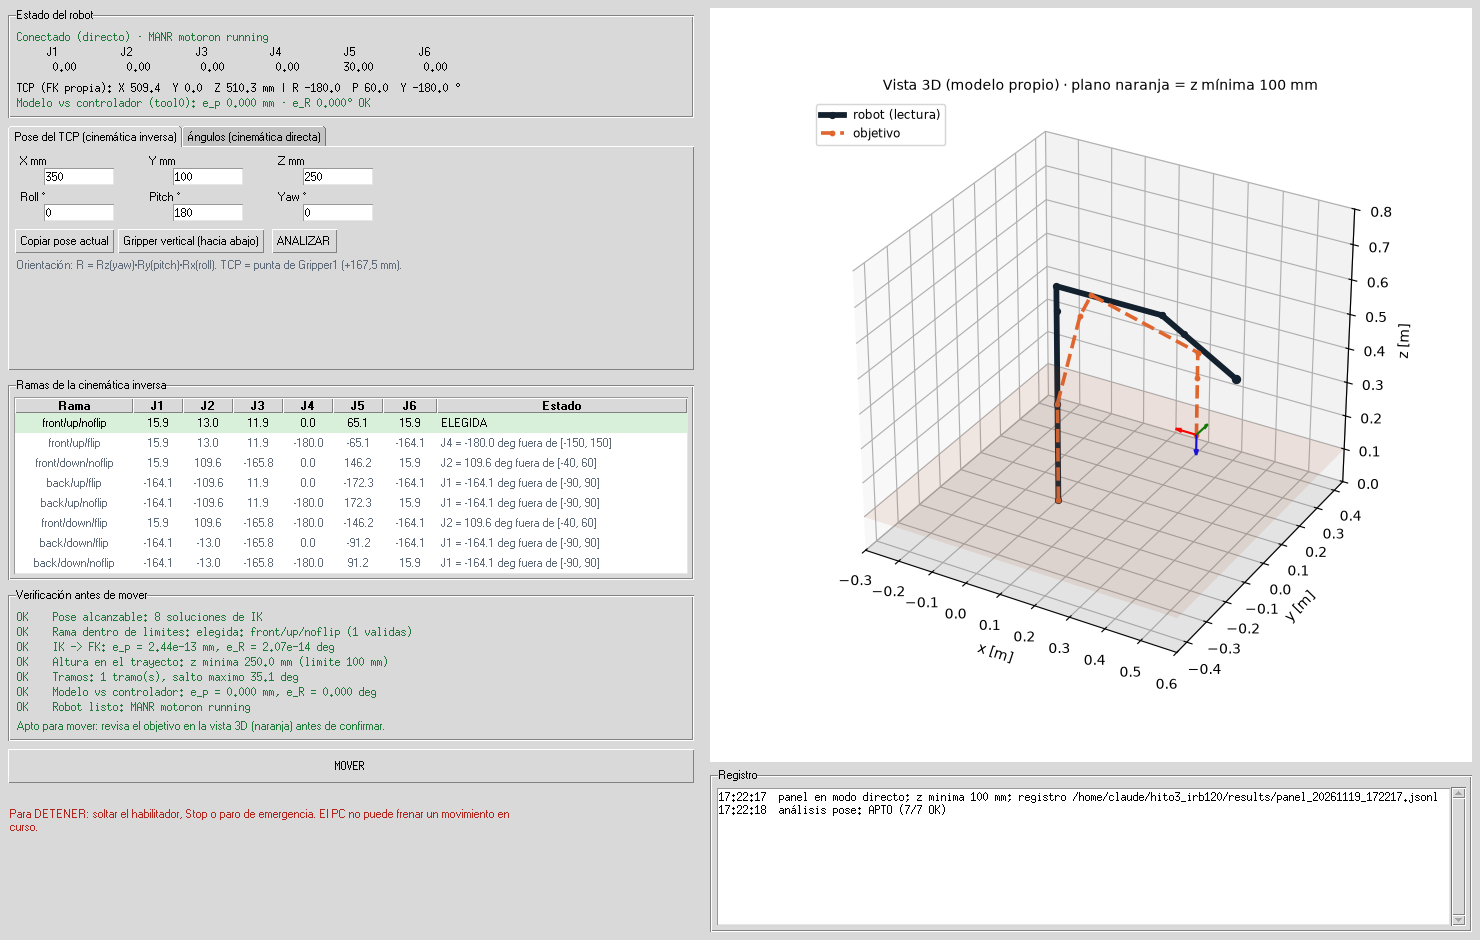 Estado del robot
Conectado (directo) · MANR motoron running
J1 J2 J3 J4 J5 J6
0.00 0.00 0.00 0.00 30.00 0.00
TCP (FK propia): X 509.4 Y 0.0 Z 510.3 mm | R -180.0 P 60.0 Y -180.0 °
Modelo vs controlador (tool0): e_p 0.000 mm · e_R 0.000° OK
Pose del TCP (cinemática inversa) Ángulos (cinemática directa)
X mm Y mm Z mm
350 100 250
Roll ° Pitch ° Yaw °
0 180 0
Copiar pose actual Gripper vertical (hacia abajo) ANALIZAR
Orientación: R = Rz(yaw)·Ry(pitch)·Rx(roll). TCP = punta de Gripper1 (+167,5 mm).
Ramas de la cinemática inversa
Rama J1 J2 J3 J4 J5 J6 Estado
front/up/noflip 15.9 13.0 11.9 0.0 65.1 15.9 ELEGIDA
front/up/flip 15.9 13.0 11.9 -180.0 -65.1 -164.1 J4 = -180.0 deg fuera de [-150, 150]
front/down/noflip 15.9 109.6 -165.8 0.0 146.2 15.9 J2 = 109.6 deg fuera de [-40, 60]
back/up/flip -164.1 -109.6 11.9 0.0 -172.3 -164.1 J1 = -164.1 deg fuera de [-90, 90]
back/up/noflip -164.1 -109.6 11.9 -180.0 172.3 15.9 J1 = -164.1 deg fuera de [-90, 90]
front/down/flip 15.9 109.6 -165.8 -180.0 -146.2 -164.1 J2 = 109.6 deg fuera de [-40, 60]
back/down/flip -164.1 -13.0 -165.8 0.0 -91.2 -164.1 J1 = -164.1 deg fuera de [-90, 90]
back/down/noflip -164.1 -13.0 -165.8 -180.0 91.2 15.9 J1 = -164.1 deg fuera de [-90, 90]
Verificación antes de mover
OK Pose alcanzable: 8 soluciones de IK
OK Rama dentro de limites: elegida: front/up/noflip (1 validas)
OK IK -> FK: e_p = 2.44e-13 mm, e_R = 2.07e-14 deg
OK Altura en el trayecto: z minima 250.0 mm (limite 100 mm)
OK Tramos: 1 tramo(s), salto maximo 35.1 deg
OK Modelo vs controlador: e_p = 0.000 mm, e_R = 0.000 deg
OK Robot listo: MANR motoron running
Apto para mover: revisa el objetivo en la vista 3D (naranja) antes de confirmar.
MOVER
Para DETENER: soltar el habilitador, Stop o paro de emergencia. El PC no puede frenar un movimiento en
curso.
Vista 3D (modelo propio) · plano naranja = z mínima 100 mm
robot (lectura)
objetivo
0.8
0.7
0.6
0.5
0.4
0.3
0.2
0.1
0.0
z [m]
0.4
0.3
0.2
0.1
0.0
−0.1
−0.2
−0.3
−0.4
y [m]
−0.3
−0.2
−0.1
0.0
0.1
0.2
0.3
0.4
0.5
0.6
x [m]
Registro
17:22:17 panel en modo directo; z minima 100 mm; registro /home/claude/hito3_irb120/results/panel_20261119_172217.jsonl
17:22:18 análisis pose: APTO (7/7 OK)